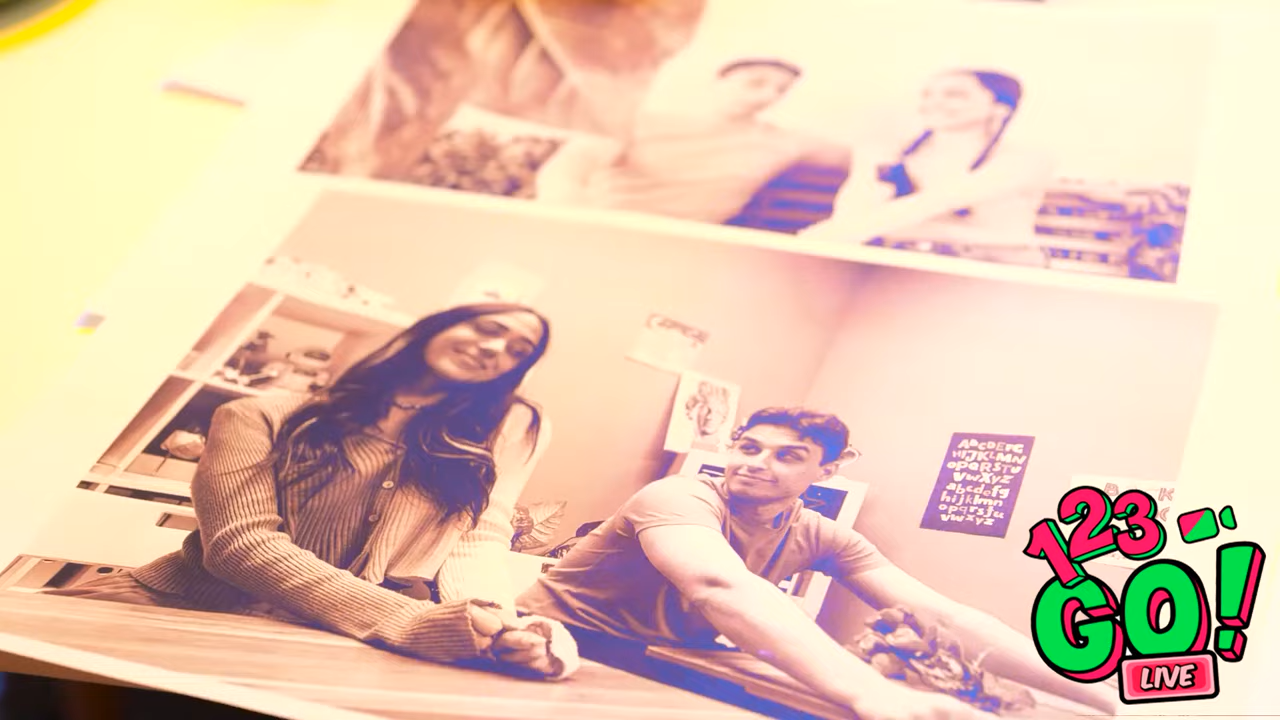 ABCDEFG
HIJKLMN
OPQRSTU
VWXYZ
abcdefg
hijklmn
opqrstu
vwxyz
123
GO!
LIVE